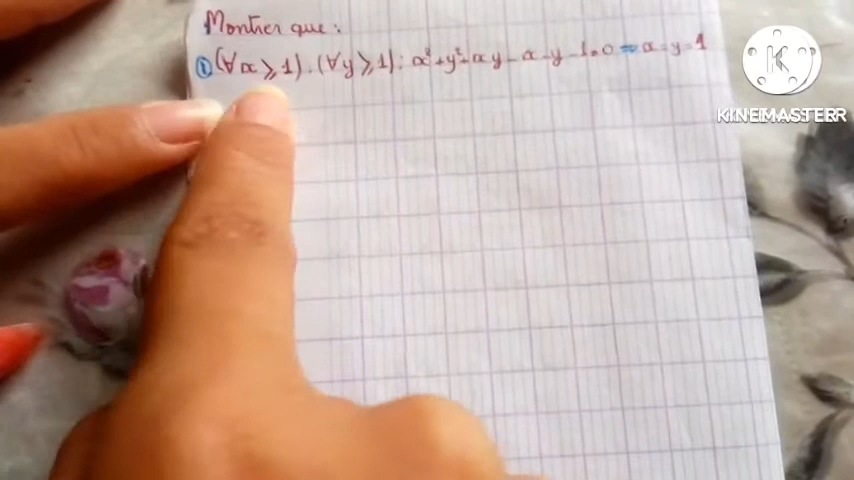 Montrer que :
① (∀x ≥ 1) . (∀y ≥ 1) : x² + y² + xy - x - y - 1 = 0 ⇒ x = y = 1
K
KINEMASTER